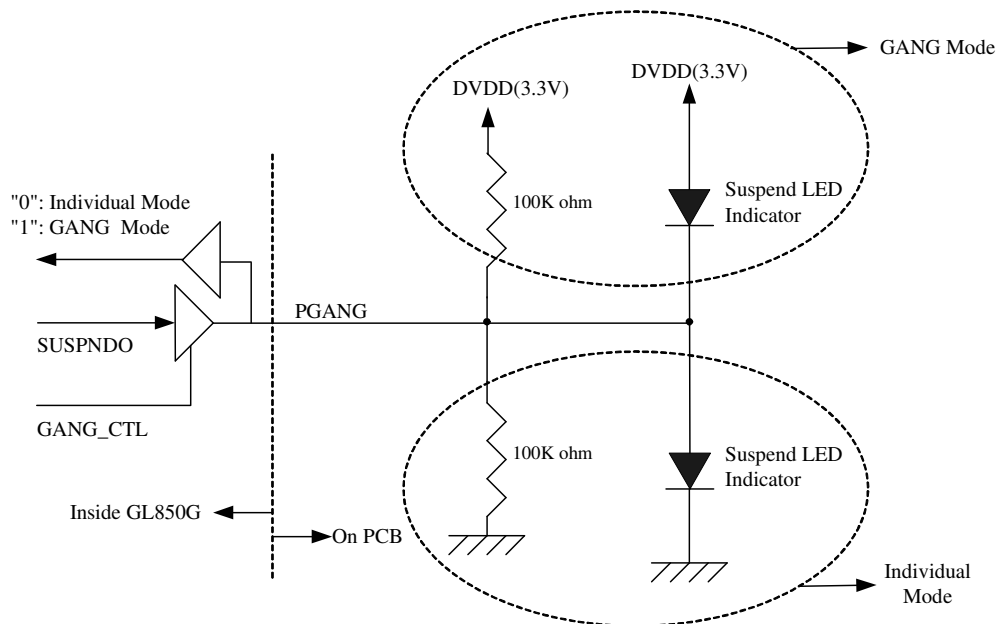 GANG Mode
DVDD(3.3V)
DVDD(3.3V)
100K ohm
Suspend LED
Indicator
"0": Individual Mode
"1": GANG  Mode
PGANG
SUSPNDO
GANG_CTL
100K ohm
Suspend LED
Indicator
Inside GL850G
On PCB
Individual
Mode